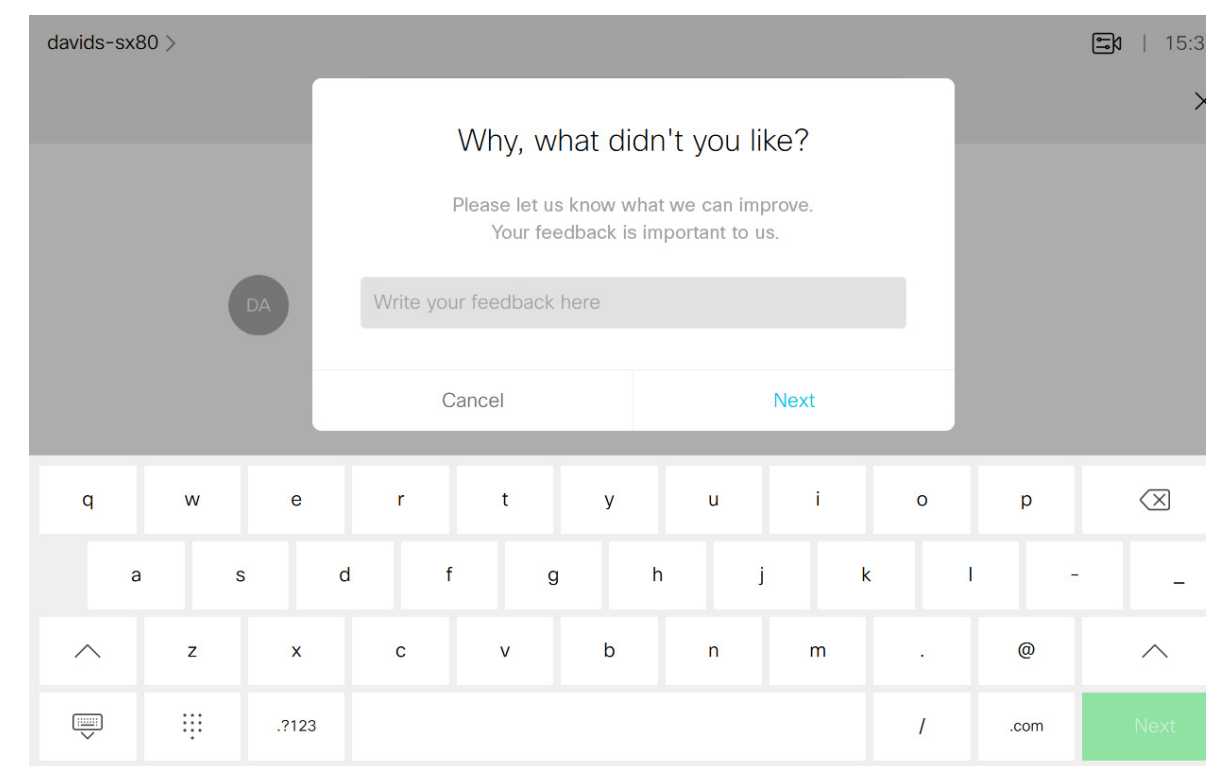 davids-sx80
15:3
Why, what didn't you like?
Please let us know what we can improve.
Your feedback is important to us.
DA
Write your feedback here
Cancel Next
q w e r t y u i o p
a s d f g h j k l - _
z x c v b n m . @
.?123 / .com Next